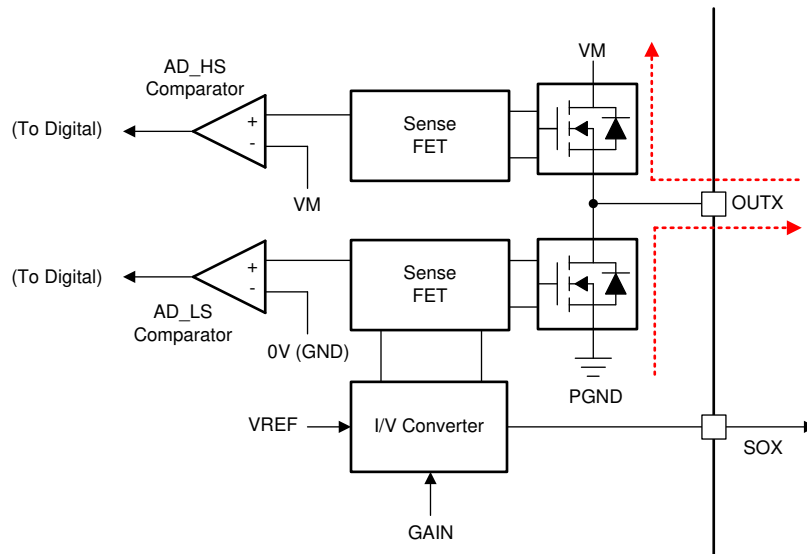 VM
AD_HS
Comparator
(To Digital)
+
-
Sense
FET
VM
OUTX
(To Digital)
+
-
Sense
FET
AD_LS
Comparator
0V (GND)
PGND
VREF
I/V Converter
SOX
GAIN